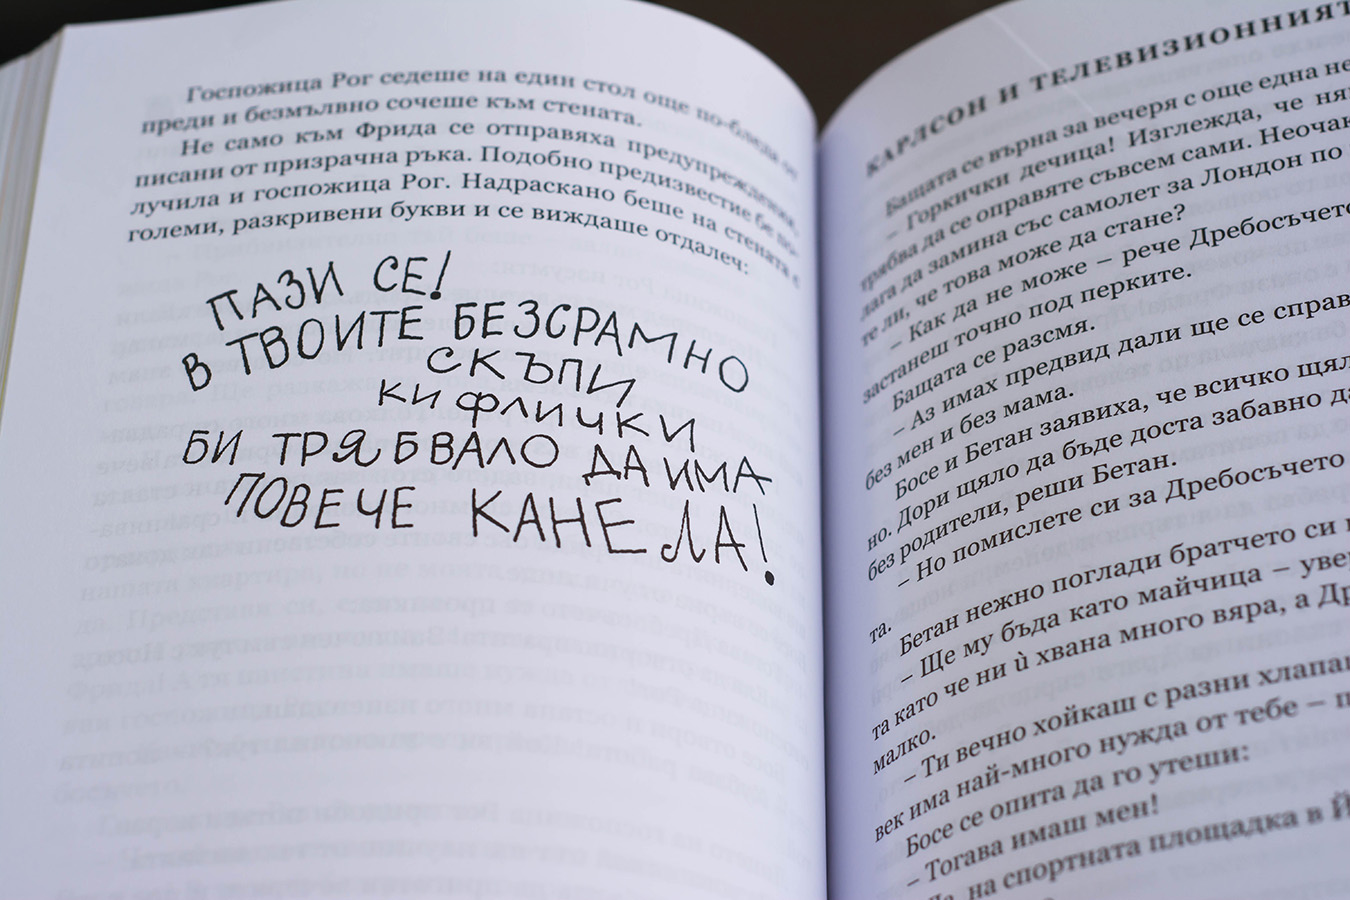 Госпожица Рог седеше на един стол още по-бледа от
преди и безмълвно сочеше към стената.
Не само към Фрида се отправяха предупреждения,
писани от призрачна ръка. Подобно предизвестие бе по-
лучила и госпожица Рог. Надраскано беше на стената с
големи, разкривени букви и се виждаше отдалеч:
ПАЗИ СЕ!
В ТВОИТЕ БЕЗСРАМНО
СКЪПИ
КИФЛИЧКИ
БИ ТРЯБВАЛО ДА ИМА
ПОВЕЧЕ КАНЕЛА!
КАРЛСОН И ТЕЛЕВИЗИОННИЯТ
Бащата се върна за вечеря с още една не
– Горкички дечица! Изглежда, че ня
трябва да се оправяте съвсем сами. Неочак
лага да замина със самолет за Лондон по
те ли, че това може да стане?
– Как да не може – рече Дребосъчето
застанеш точно под перките.
Бащата се разсмя.
– Аз имах предвид дали ще се справ
без мен и без мама.
Босе и Бетан заявиха, че всичко щял
но. Дори щяло да бъде доста забавно да
без родители, реши Бетан.
– Но помислете си за Дребосъчето
та.
Бетан нежно поглади братчето си
– Ще му бъда като майчица – увер
та като че ни ѝ хвана много вяра, а Др
малко.
– Ти вечно хойкаш с разни хлапа
век има най-много нужда от тебе – п
Босе се опита да го утеши:
– Тогава имаш мен!
на спортната площадка в